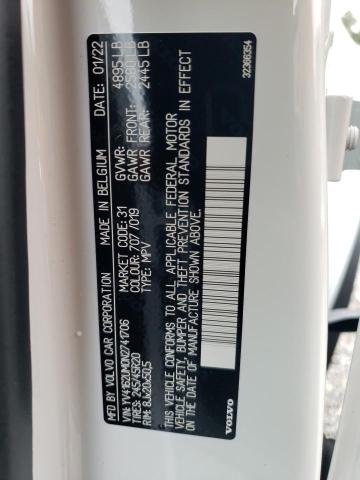 MFD. BY VOLVO CAR CORPORATION MADE IN BELGIUM DATE: 01/22
VIN: YV4162UM0N2741706 MARKET CODE: 31 GVWR: 4895 LB
TIRES: 245/45R20 COLOUR: 707 /019 GAWR FRONT: 2580 LB
RIM: 8Jx20x50,5 TYPE: MPV GAWR REAR: 2445 LB
THIS VEHICLE CONFORMS TO ALL APPLICABLE FEDERAL MOTOR
VEHICLE SAFETY, BUMPER AND THEFT PREVENTION STANDARDS IN EFFECT
ON THE DATE OF MANUFACTURE SHOWN ABOVE.
VOLVO 32366354